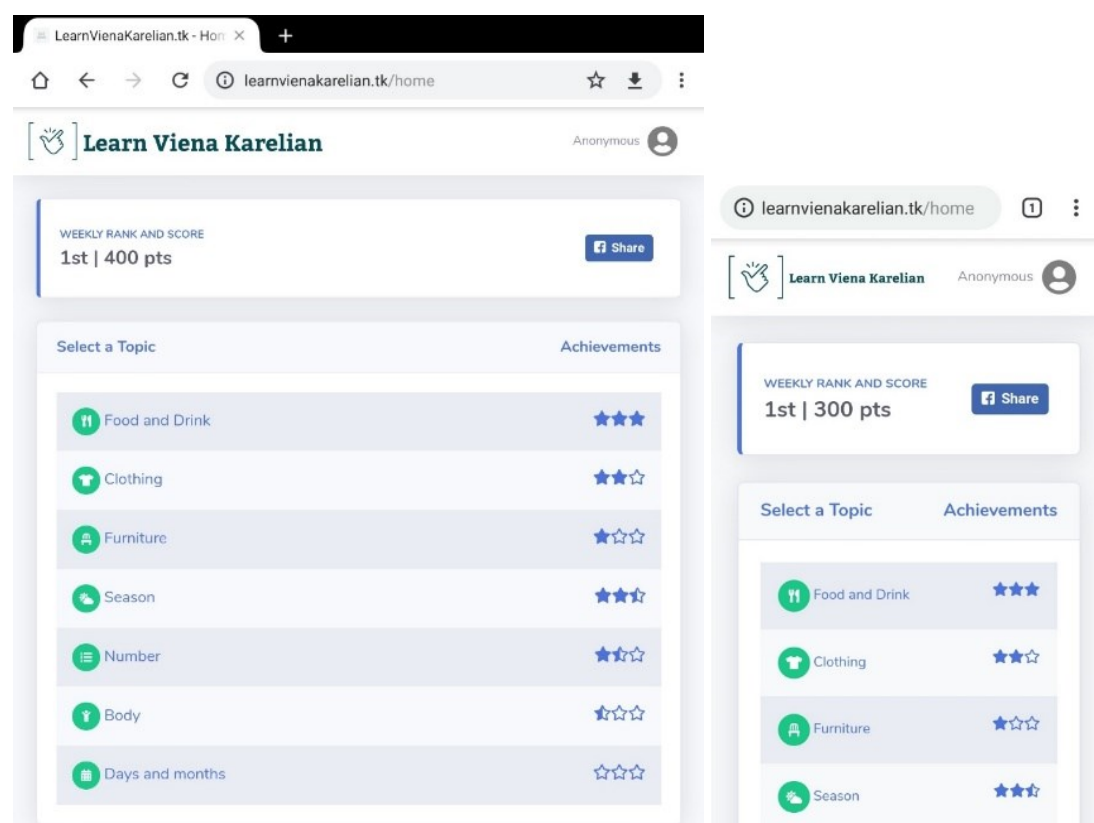 LearnVienaKarelian.tk - Hom
learnvienakarelian.tk/home
Learn Viena Karelian
Anonymous
WEEKLY RANK AND SCORE
1st | 400 pts
Share
Select a Topic
Achievements
Food and Drink
Clothing
Furniture
Season
Number
Body
Days and months
learnvienakarelian.tk/home
1
Learn Viena Karelian
Anonymous
WEEKLY RANK AND SCORE
1st | 300 pts
Share
Select a Topic
Achievements
Food and Drink
Clothing
Furniture
Season